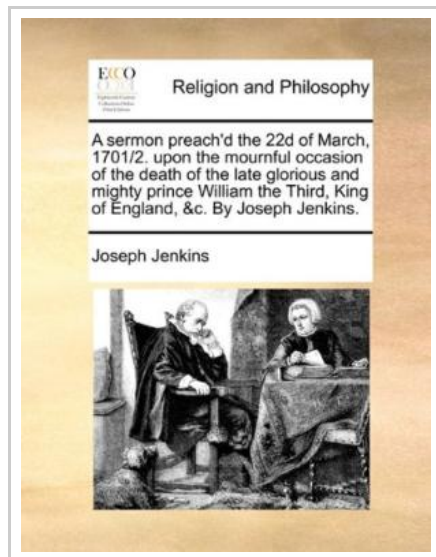 ECCO
Religion and Philosophy
A sermon preach'd the 22d of March,
1701/2. upon the mournful occasion
of the death of the late glorious and
mighty prince William the Third, King
of England, &c. By Joseph Jenkins.
Joseph Jenkins